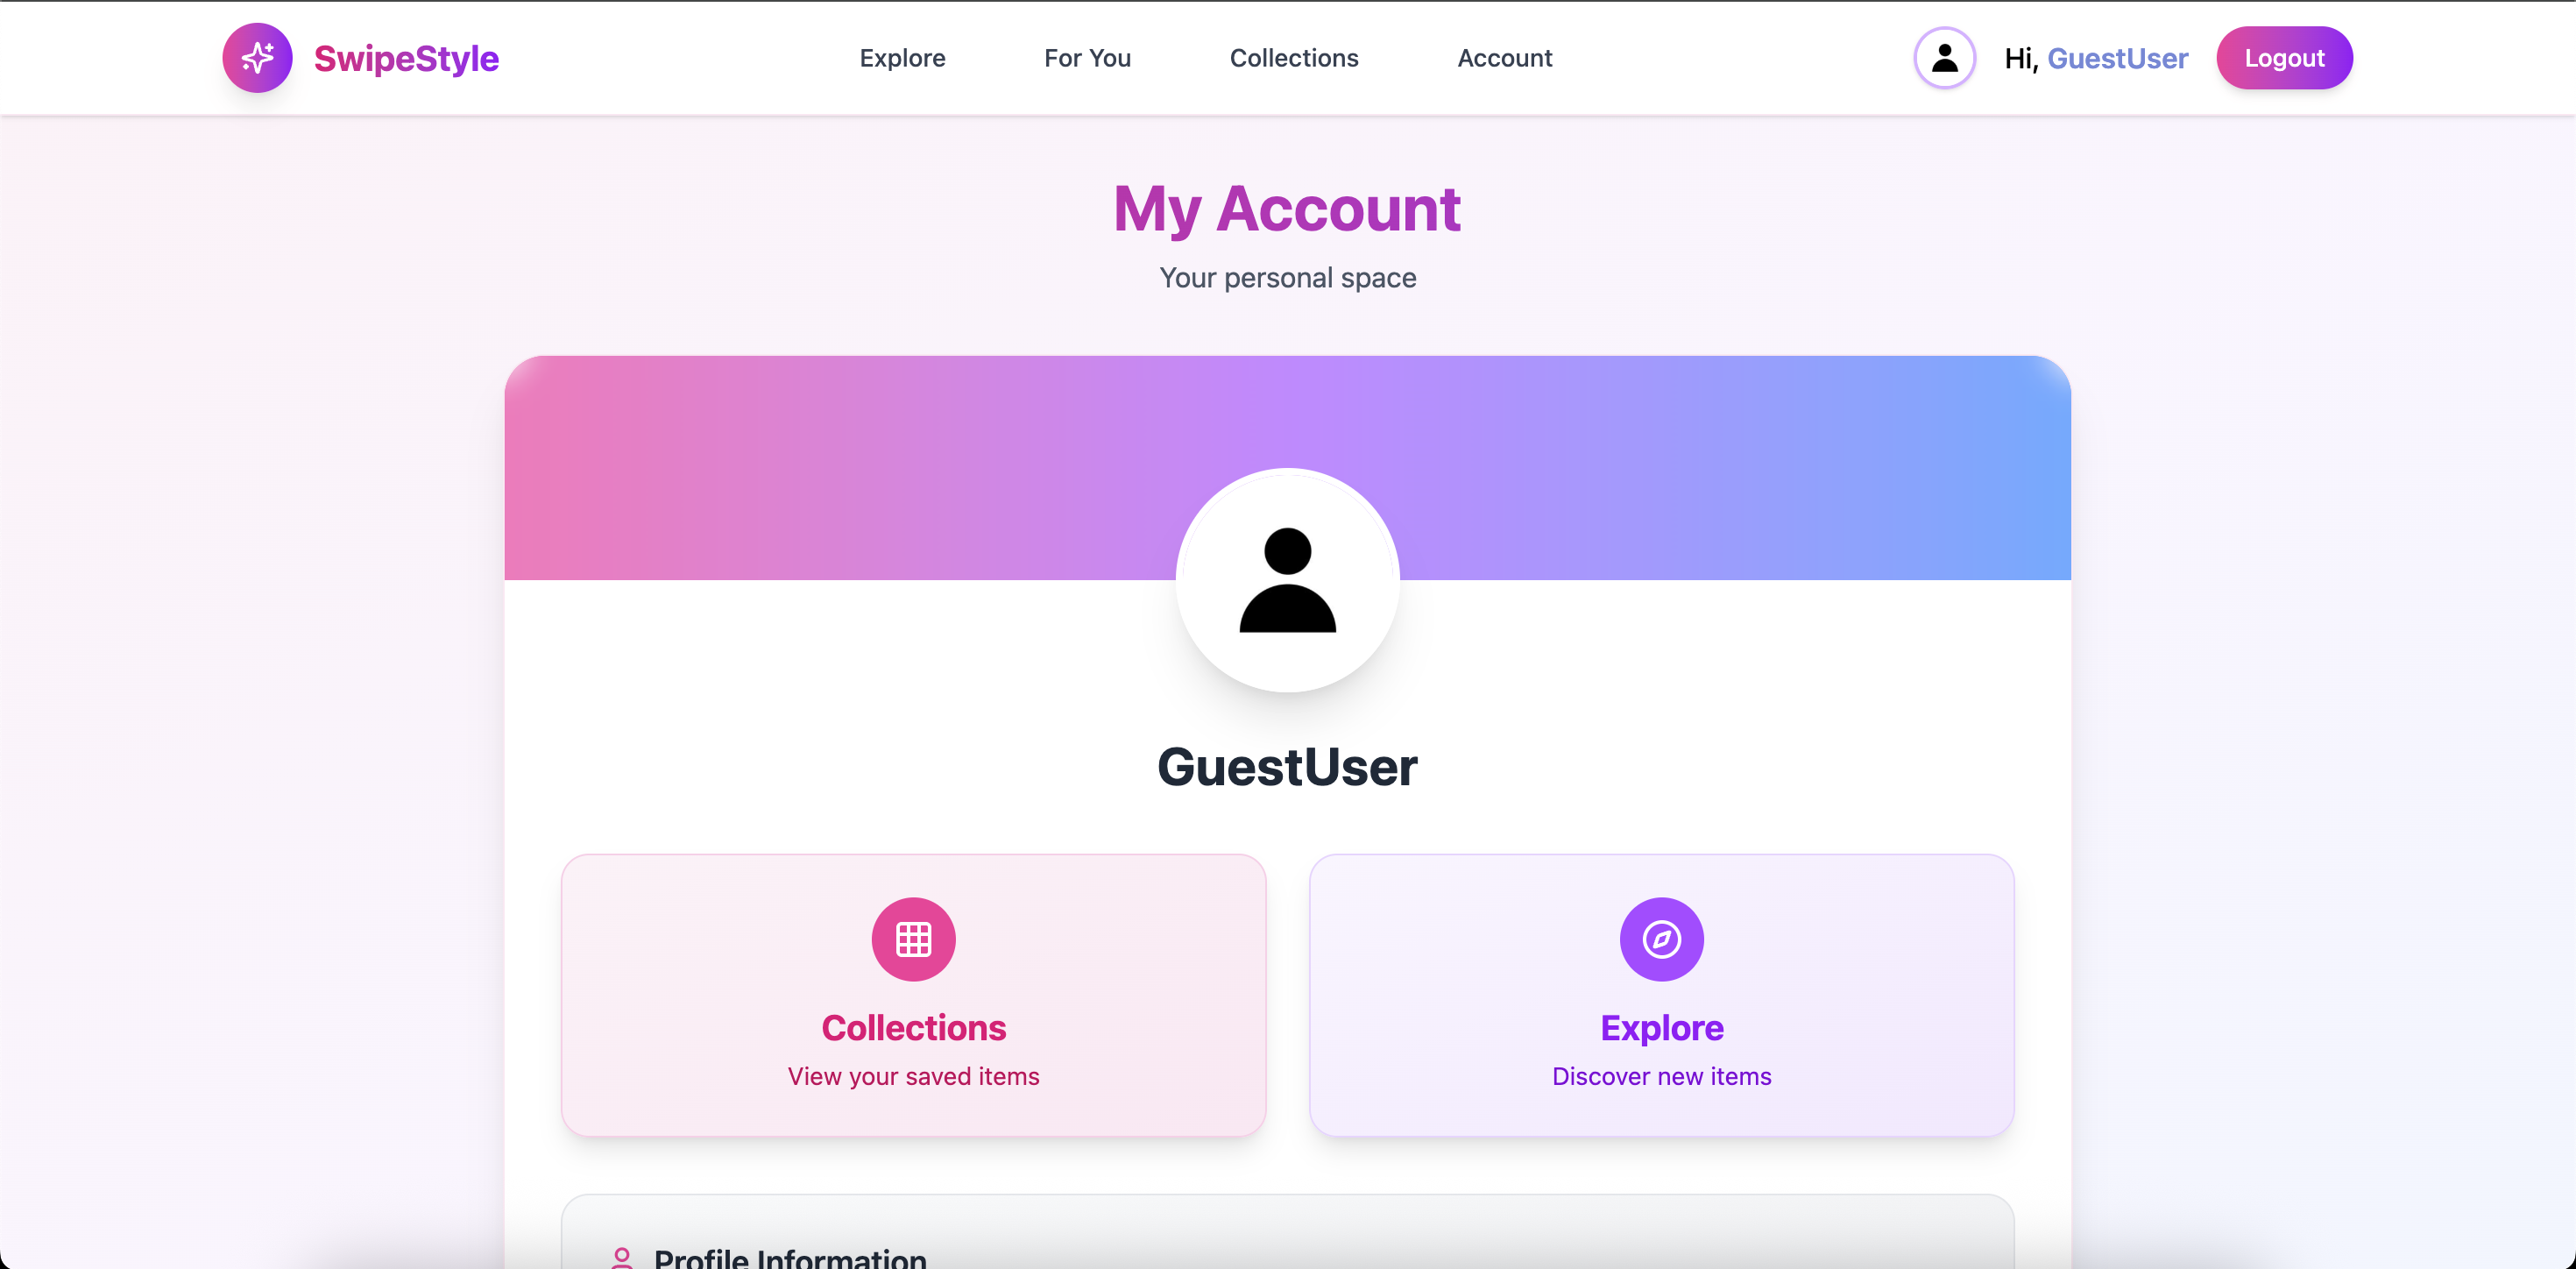 SwipeStyle
Explore
For You
Collections
Account
Hi, GuestUser
Logout
My Account
Your personal space
GuestUser
Collections
View your saved items
Explore
Discover new items
Profile Information